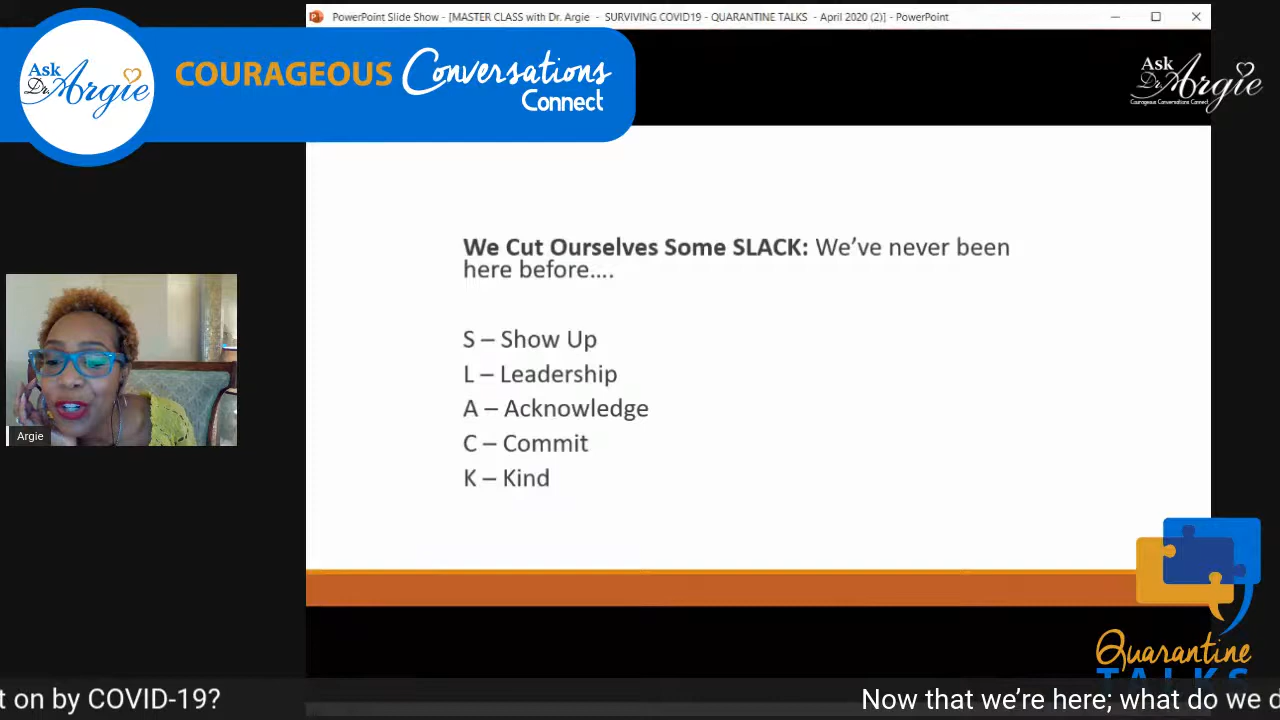 PowerPoint Slide Show - [MASTER CLASS with Dr. Argie - SURVIVING COVID19 - QUARANTINE TALKS - April 2020 (2)] - PowerPoint
Ask
Dr. Argie
COURAGEOUS Conversations
Connect
Ask
Dr. Argie
Courageous Conversations Connect
We Cut Ourselves Some SLACK: We’ve never been
here before….
S – Show Up
L – Leadership
A – Acknowledge
C – Commit
K – Kind
Argie
Quarantine
TALKS
on by COVID-19?
Now that we’re here; what do we